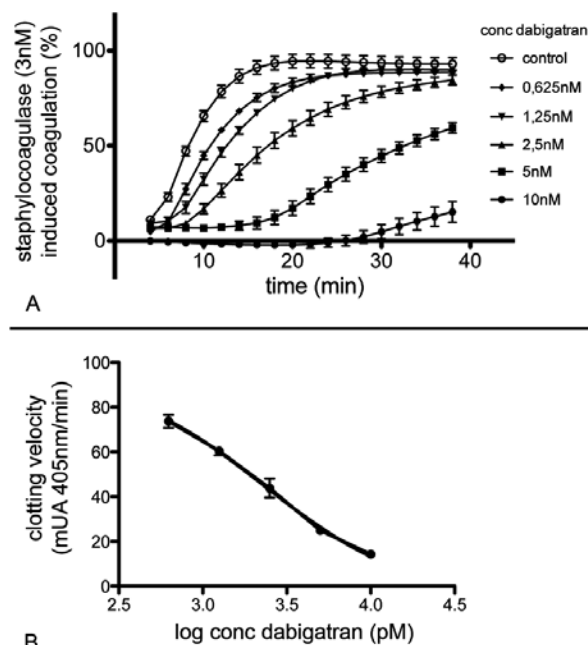 A
staphylocoagulase (3nM)
induced coagulation (%)
100
50
0
10
20
30
40
time (min)
conc dabigatran
control
0,625nM
1,25nM
2,5nM
5nM
10nM
B
clotting velocity
(mUA 405nm/min)
100
80
60
40
20
0
2.5
3.0
3.5
4.0
4.5
log conc dabigatran (pM)